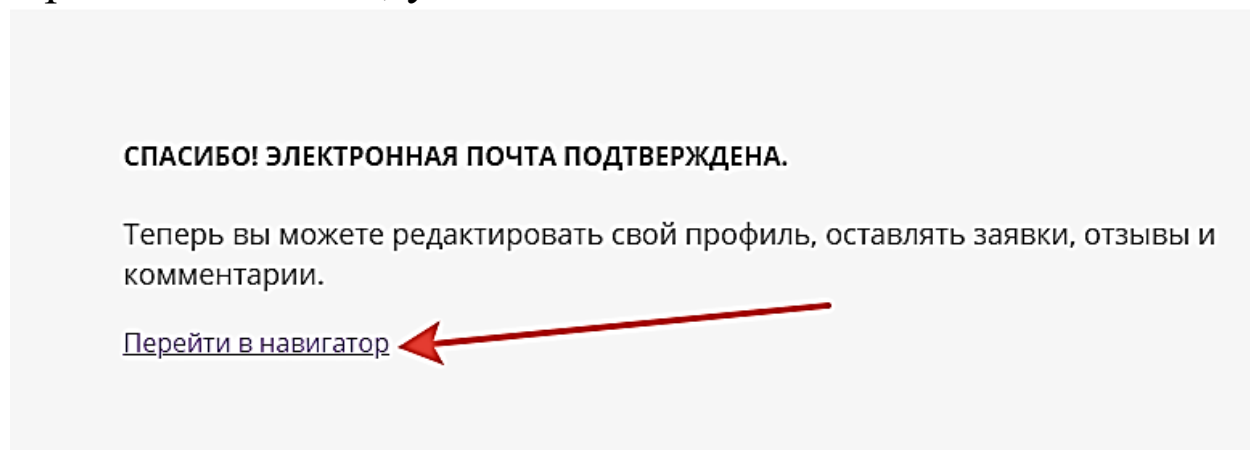 СПАСИБО! ЭЛЕКТРОННАЯ ПОЧТА ПОДТВЕРЖДЕНА.
Теперь вы можете редактировать свой профиль, оставлять заявки, отзывы и
комментарии.
Перейти в навигатор